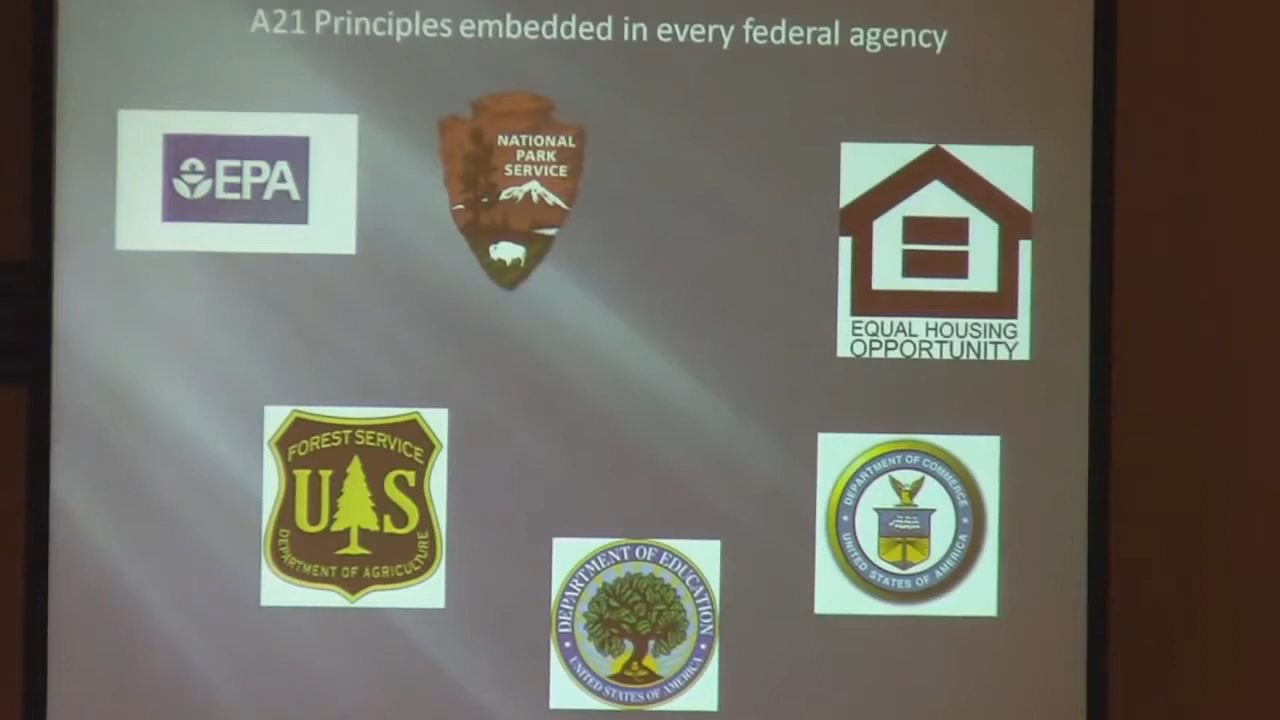 A21 Principles embedded in every federal agency
EPA
NATIONAL
PARK
SERVICE
EQUAL HOUSING
OPPORTUNITY
FOREST SERVICE
U S
DEPARTMENT OF AGRICULTURE
DEPARTMENT OF EDUCATION
UNITED STATES OF AMERICA
DEPARTMENT OF COMMERCE
UNITED STATES OF AMERICA